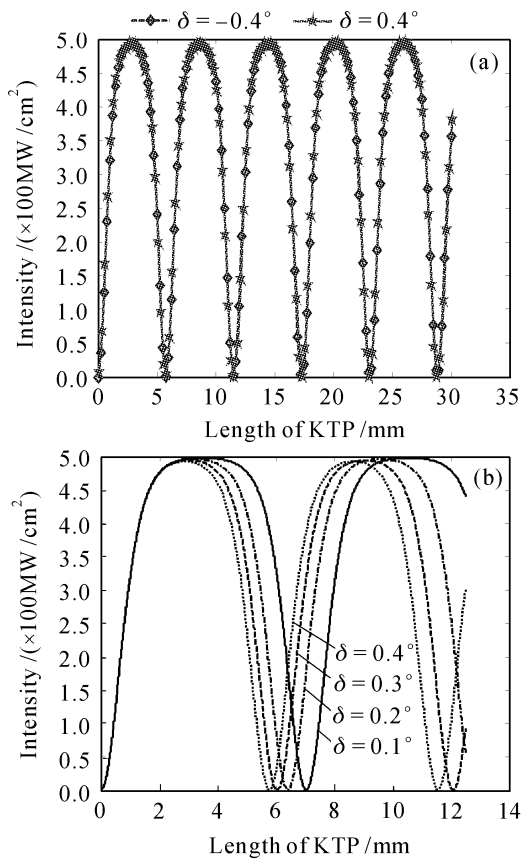 δ = −0.4° δ = 0.4°
(a)
5.0
4.5
4.0
3.5
3.0
2.5
2.0
1.5
1.0
0.5
0.0
Intensity /(×100MW/cm²)
0 5 10 15 20 25 30 35
Length of KTP /mm
(b)
5.0
4.5
4.0
3.5
3.0
2.5
2.0
1.5
1.0
0.5
0.0
Intensity /(×100MW/cm²)
δ = 0.4°
δ = 0.3°
δ = 0.2°
δ = 0.1°
0 2 4 6 8 10 12 14
Length of KTP /mm